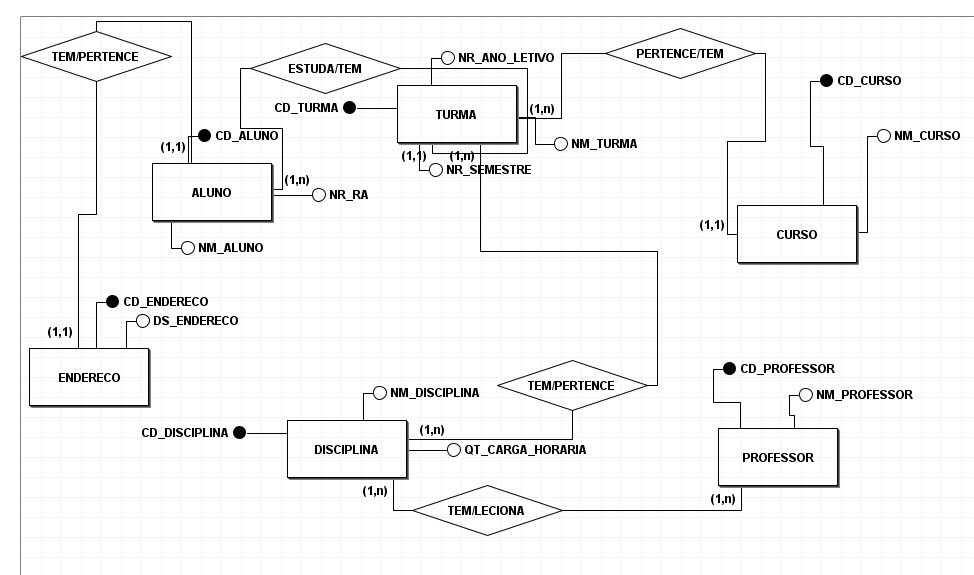 TEM/PERTENCE
ESTUDA/TEM
NR_ANO_LETIVO
PERTENCE/TEM
CD_CURSO
CD_TURMA
TURMA
(1,n)
NM_TURMA
NM_CURSO
CD_ALUNO
(1,1)
(1,1)
(1,n)
NR_SEMESTRE
(1,n)
ALUNO
NR_RA
(1,1)
CURSO
NM_ALUNO
CD_ENDERECO
DS_ENDERECO
(1,1)
ENDERECO
TEM/PERTENCE
CD_PROFESSOR
NM_DISCIPLINA
NM_PROFESSOR
CD_DISCIPLINA
(1,n)
DISCIPLINA
QT_CARGA_HORARIA
PROFESSOR
(1,n)
TEM/LECIONA
(1,n)